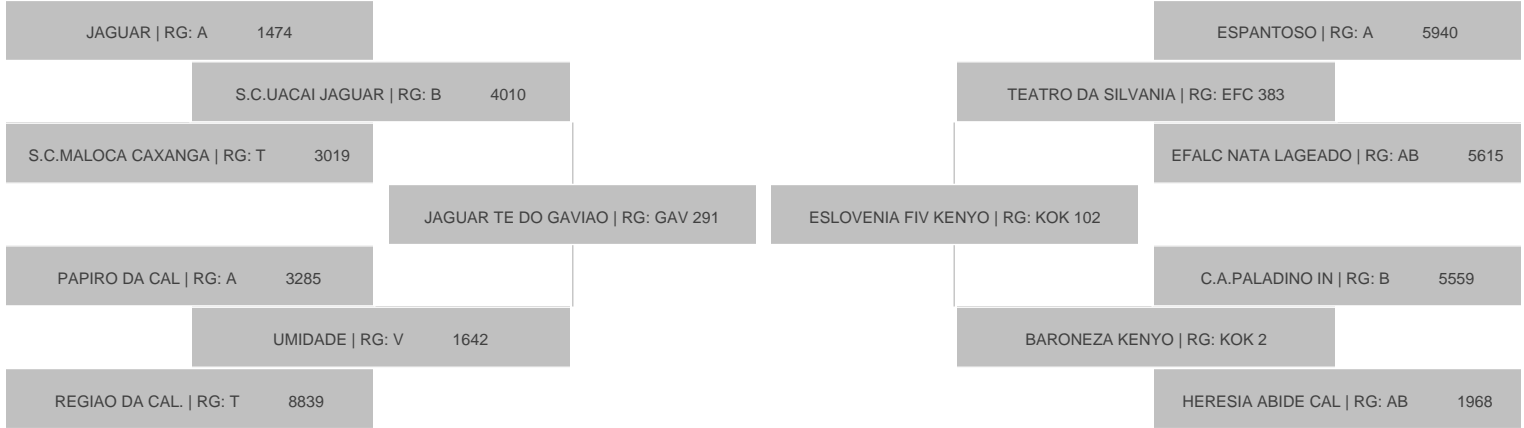 JAGUAR | RG: A 1474
ESPANTOSO | RG: A 5940
S.C.UACAI JAGUAR | RG: B 4010
TEATRO DA SILVANIA | RG: EFC 383
S.C.MALOCA CAXANGA | RG: T 3019
EFALC NATA LAGEADO | RG: AB 5615
JAGUAR TE DO GAVIAO | RG: GAV 291
ESLOVENIA FIV KENYO | RG: KOK 102
PAPIRO DA CAL | RG: A 3285
C.A.PALADINO IN | RG: B 5559
UMIDADE | RG: V 1642
BARONEZA KENYO | RG: KOK 2
REGIAO DA CAL. | RG: T 8839
HERESIA ABIDE CAL | RG: AB 1968